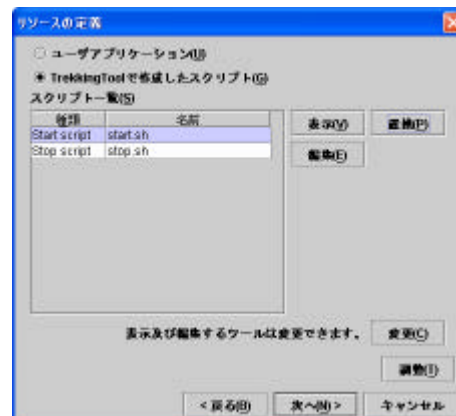 リソースの定義
ユーザアプリケーション(U)
TrekkingToolで作成したスクリプト(G)
スクリプト一覧(S)
種類 名前
Start script start.sh
Stop script stop.sh
表示(V) 置換(P)
編集(E)
表示及び編集するツールは変更できます。 変更(C)
調整(T)
< 戻る(B) 次へ(N) > キャンセル